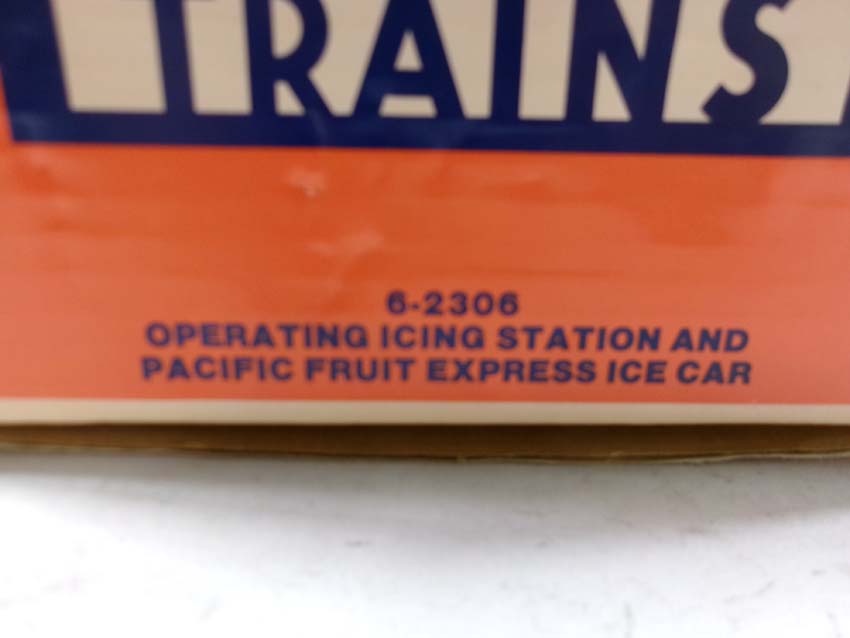 TRAINS
6-2306
OPERATING ICING STATION AND
PACIFIC FRUIT EXPRESS ICE CAR